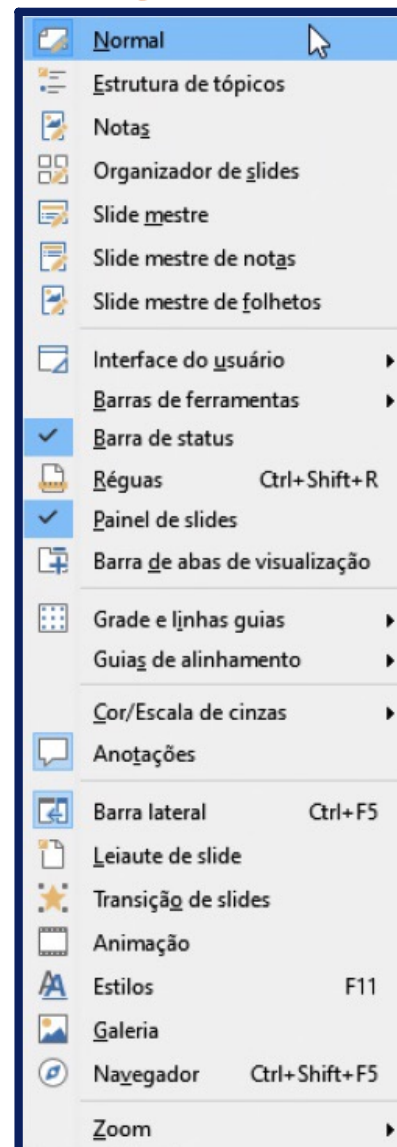 Normal
Estrutura de tópicos
Notas
Organizador de slides
Slide mestre
Slide mestre de notas
Slide mestre de folhetos
Interface do usuário
Barras de ferramentas
Barra de status
Réguas Ctrl+Shift+R
Painel de slides
Barra de abas de visualização
Grade e linhas guias
Guias de alinhamento
Cor/Escala de cinzas
Anotações
Barra lateral Ctrl+F5
Leiaute de slide
Transição de slides
Animação
Estilos F11
Galeria
Navegador Ctrl+Shift+F5
Zoom